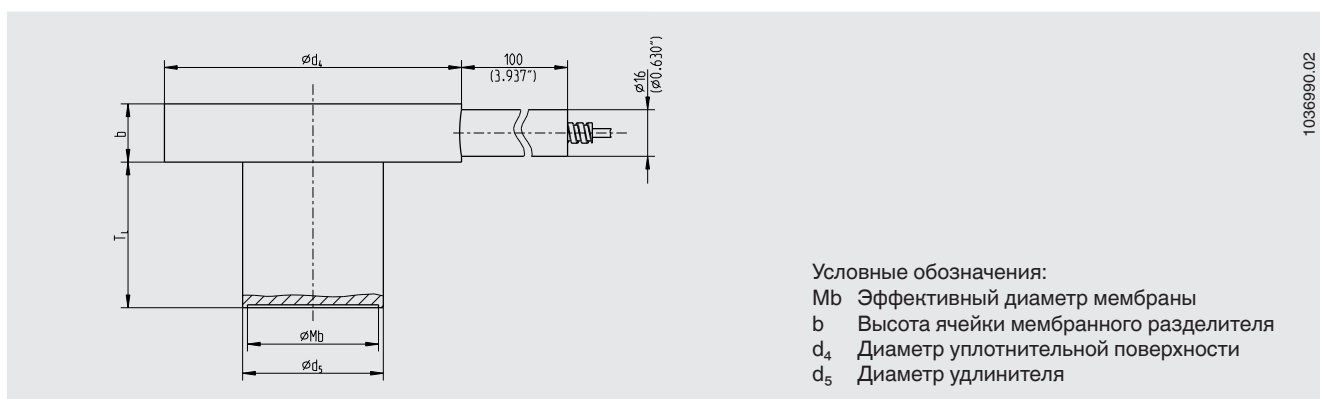 ød₄
100
(3.937")
ø16
(ø0.630")
b
T_L
øMb
ød₅
1036990.02
Условные обозначения:
Mb Эффективный диаметр мембраны
b Высота ячейки мембранного разделителя
d₄ Диаметр уплотнительной поверхности
d₅ Диаметр удлинителя